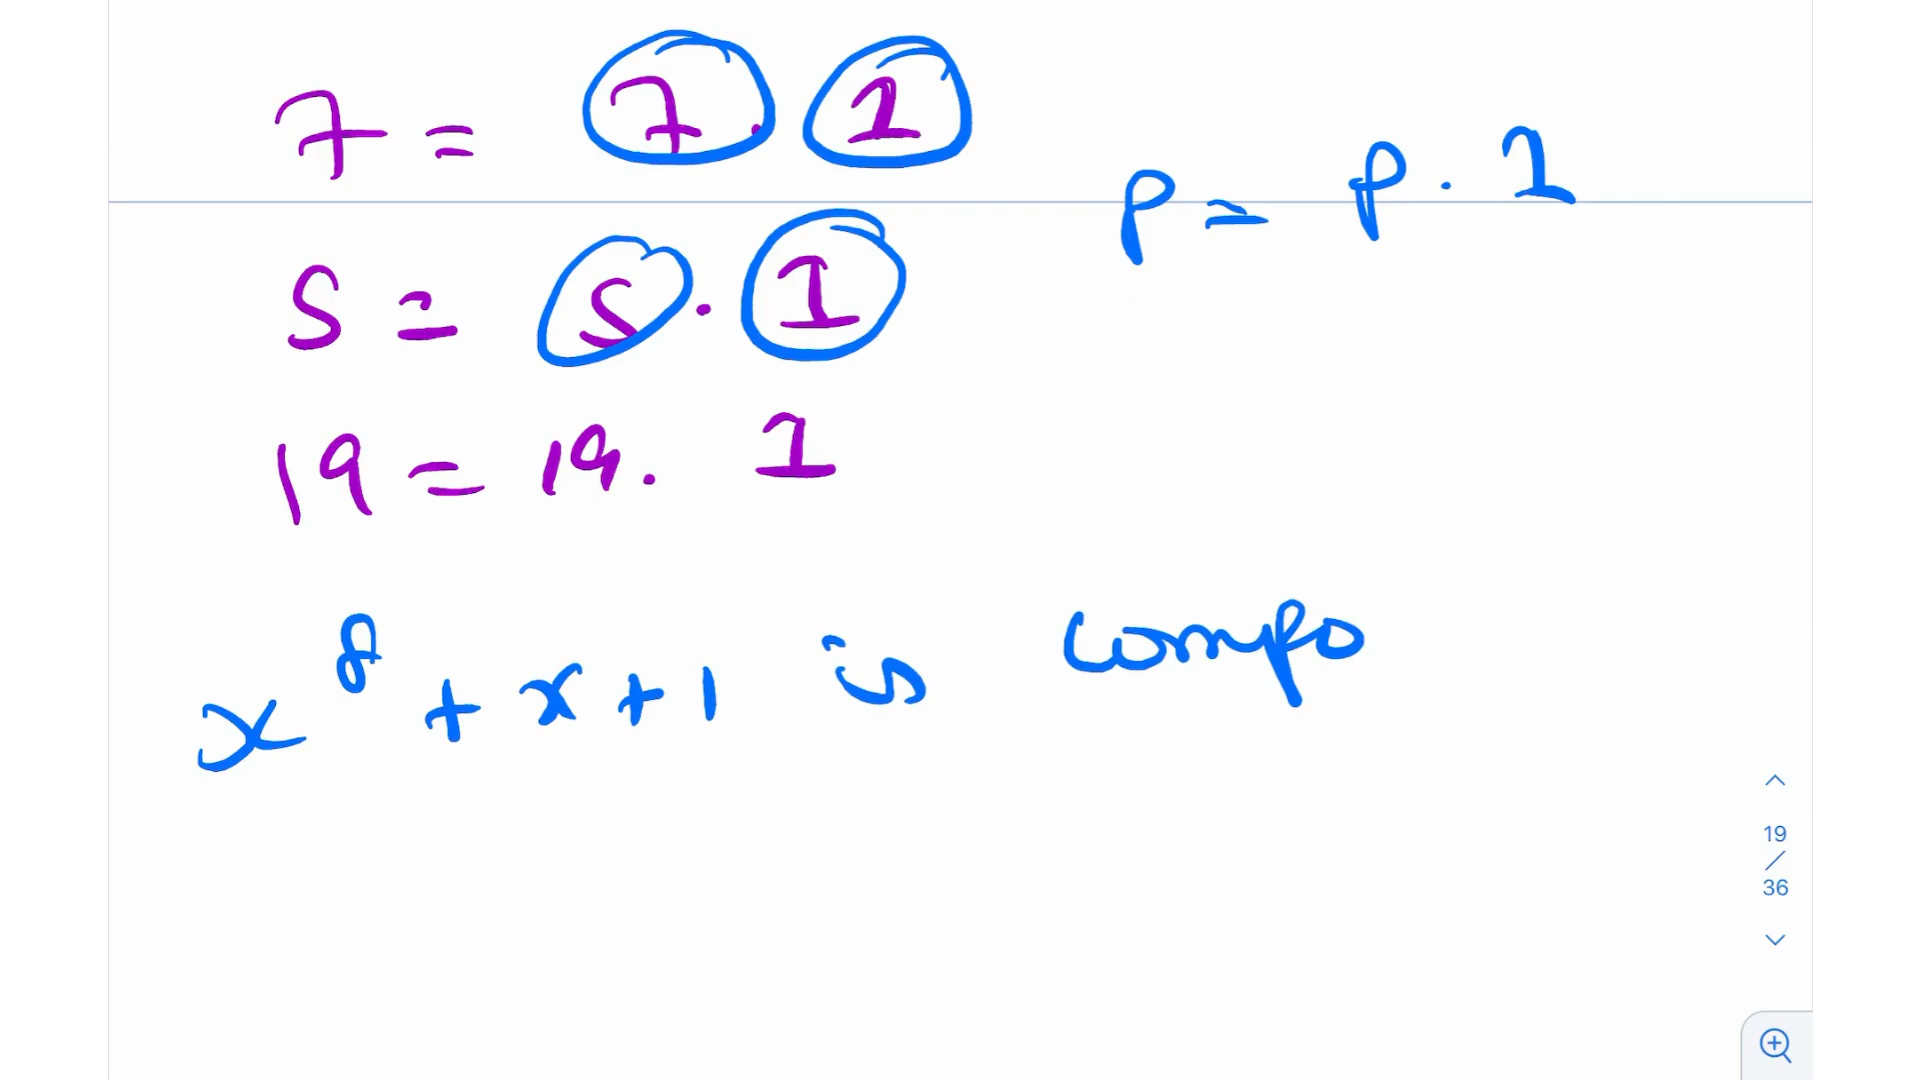 7 = 7 . 1
p = p . 1
5 = 5 . 1
19 = 19 . 1
x^8 + x + 1 is compo
19
/
36